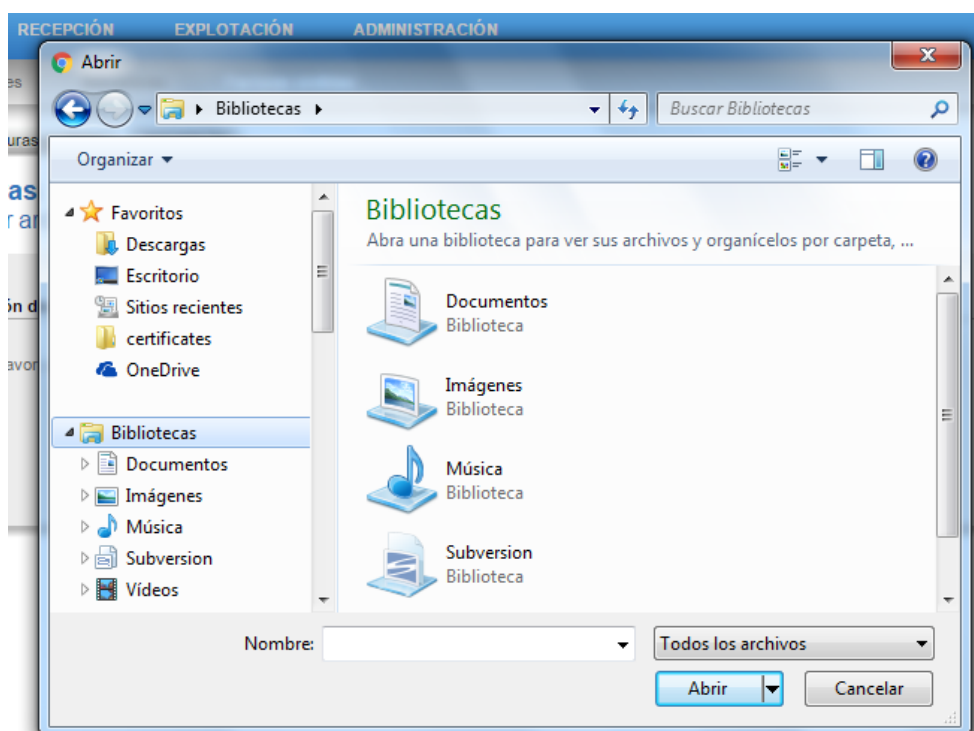 RECEPCIÓN EXPLOTACIÓN ADMINISTRACIÓN
Abrir
Bibliotecas
Buscar Bibliotecas
Organizar
Favoritos
Descargas
Escritorio
Sitios recientes
certificates
OneDrive
Bibliotecas
Documentos
Imágenes
Música
Subversion
Vídeos
Bibliotecas
Abra una biblioteca para ver sus archivos y organícelos por carpeta, ...
Documentos
Biblioteca
Imágenes
Biblioteca
Música
Biblioteca
Subversion
Biblioteca
Nombre:
Todos los archivos
Abrir
Cancelar